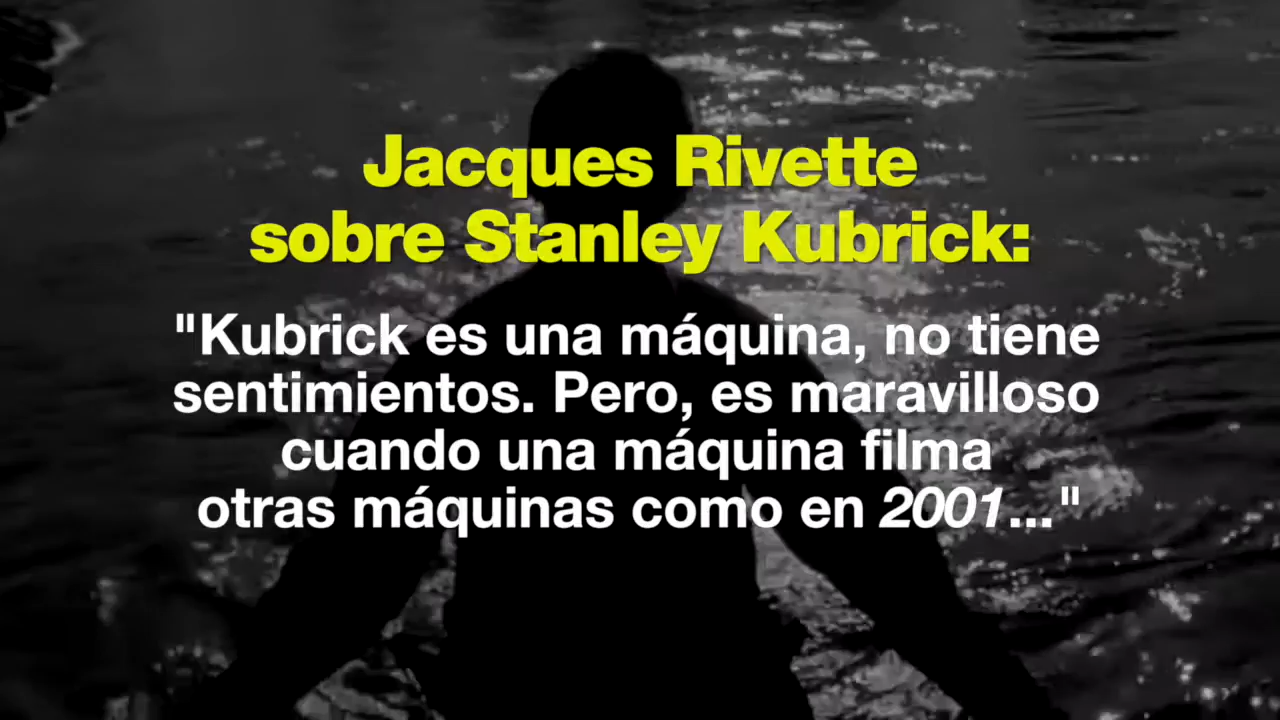 Jacques Rivette
sobre Stanley Kubrick:
"Kubrick es una máquina, no tiene
sentimientos. Pero, es maravilloso
cuando una máquina filma
otras máquinas como en 2001..."